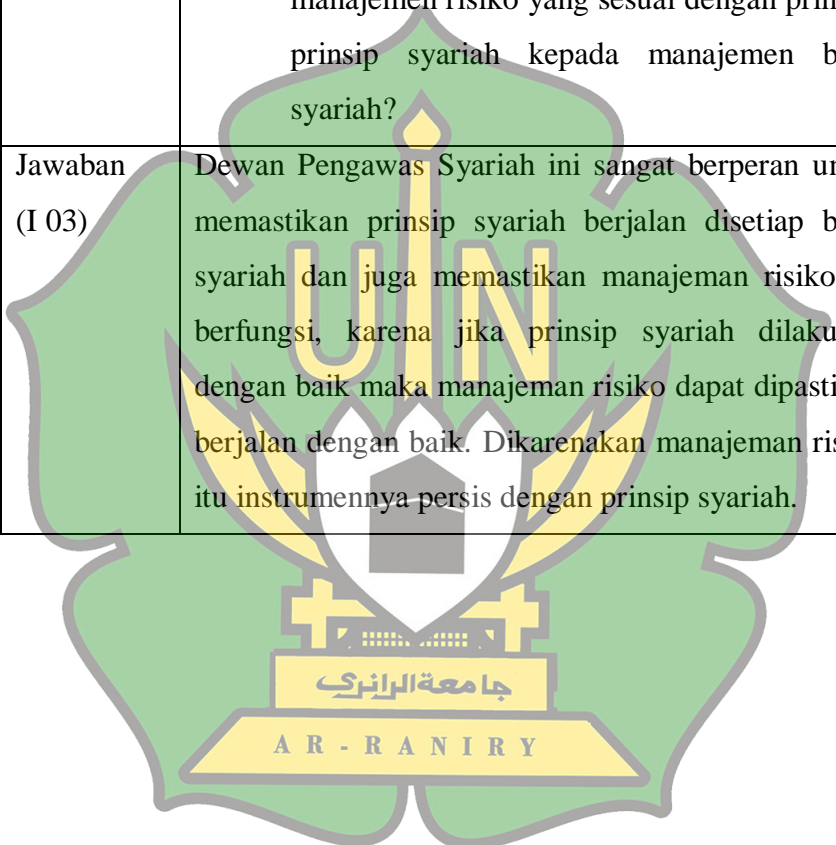 manajemen risiko yang sesuai dengan prin
prinsip syariah kepada manajemen b
syariah?
Jawaban
(I 03)
Dewan Pengawas Syariah ini sangat berperan un
memastikan prinsip syariah berjalan disetiap b
syariah dan juga memastikan manajeman risiko
berfungsi, karena jika prinsip syariah dilaku
dengan baik maka manajeman risiko dapat dipasti
berjalan dengan baik. Dikarenakan manajeman ris
itu instrumennya persis dengan prinsip syariah.
UIN
جامعة الرانري
AR-RANIRY